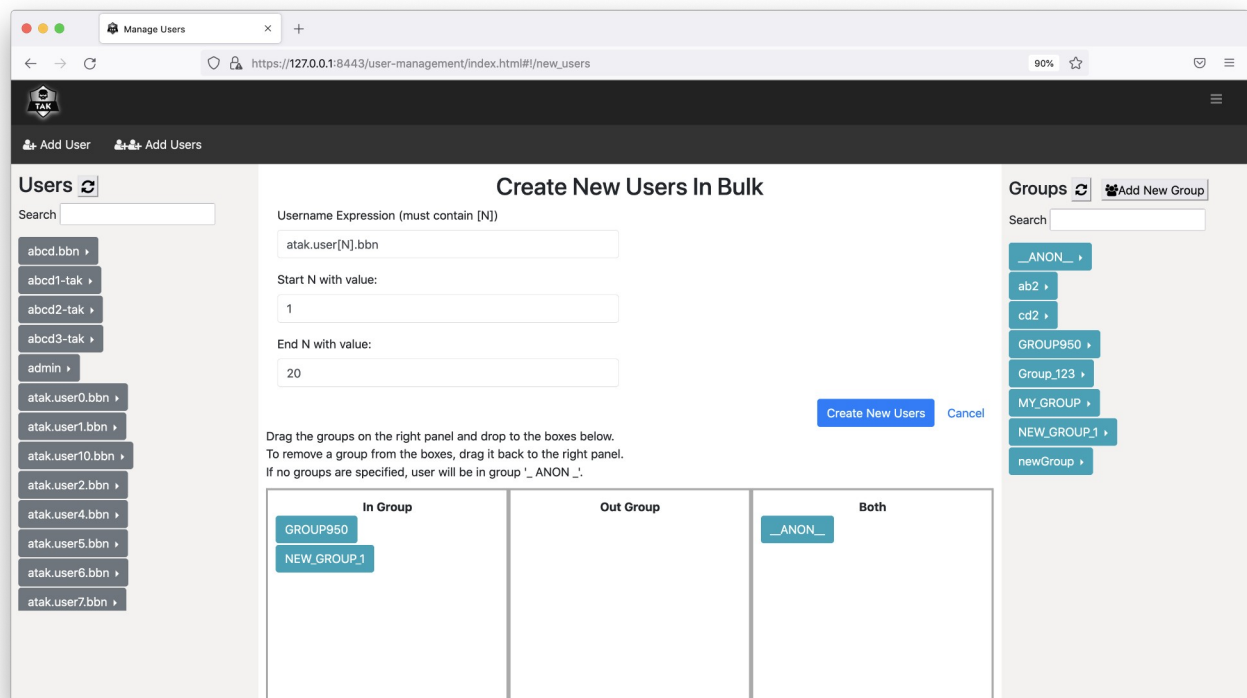 Manage Users
https://127.0.0.1:8443/user-management/index.html#!/new_users
90%
TAK
Add User
Add Users
Users
Search
abcd.bbn
abcd1-tak
abcd2-tak
abcd3-tak
admin
atak.user0.bbn
atak.user1.bbn
atak.user10.bbn
atak.user2.bbn
atak.user4.bbn
atak.user5.bbn
atak.user6.bbn
atak.user7.bbn
Create New Users In Bulk
Username Expression (must contain [N])
atak.user[N].bbn
Start N with value:
1
End N with value:
20
Create New Users
Cancel
Drag the groups on the right panel and drop to the boxes below.
To remove a group from the boxes, drag it back to the right panel.
If no groups are specified, user will be in group '_ ANON _'.
In Group
GROUP950
NEW_GROUP_1
Out Group
Both
__ANON__
Groups
Add New Group
Search
__ANON__
ab2
cd2
GROUP950
Group_123
MY_GROUP
NEW_GROUP_1
newGroup